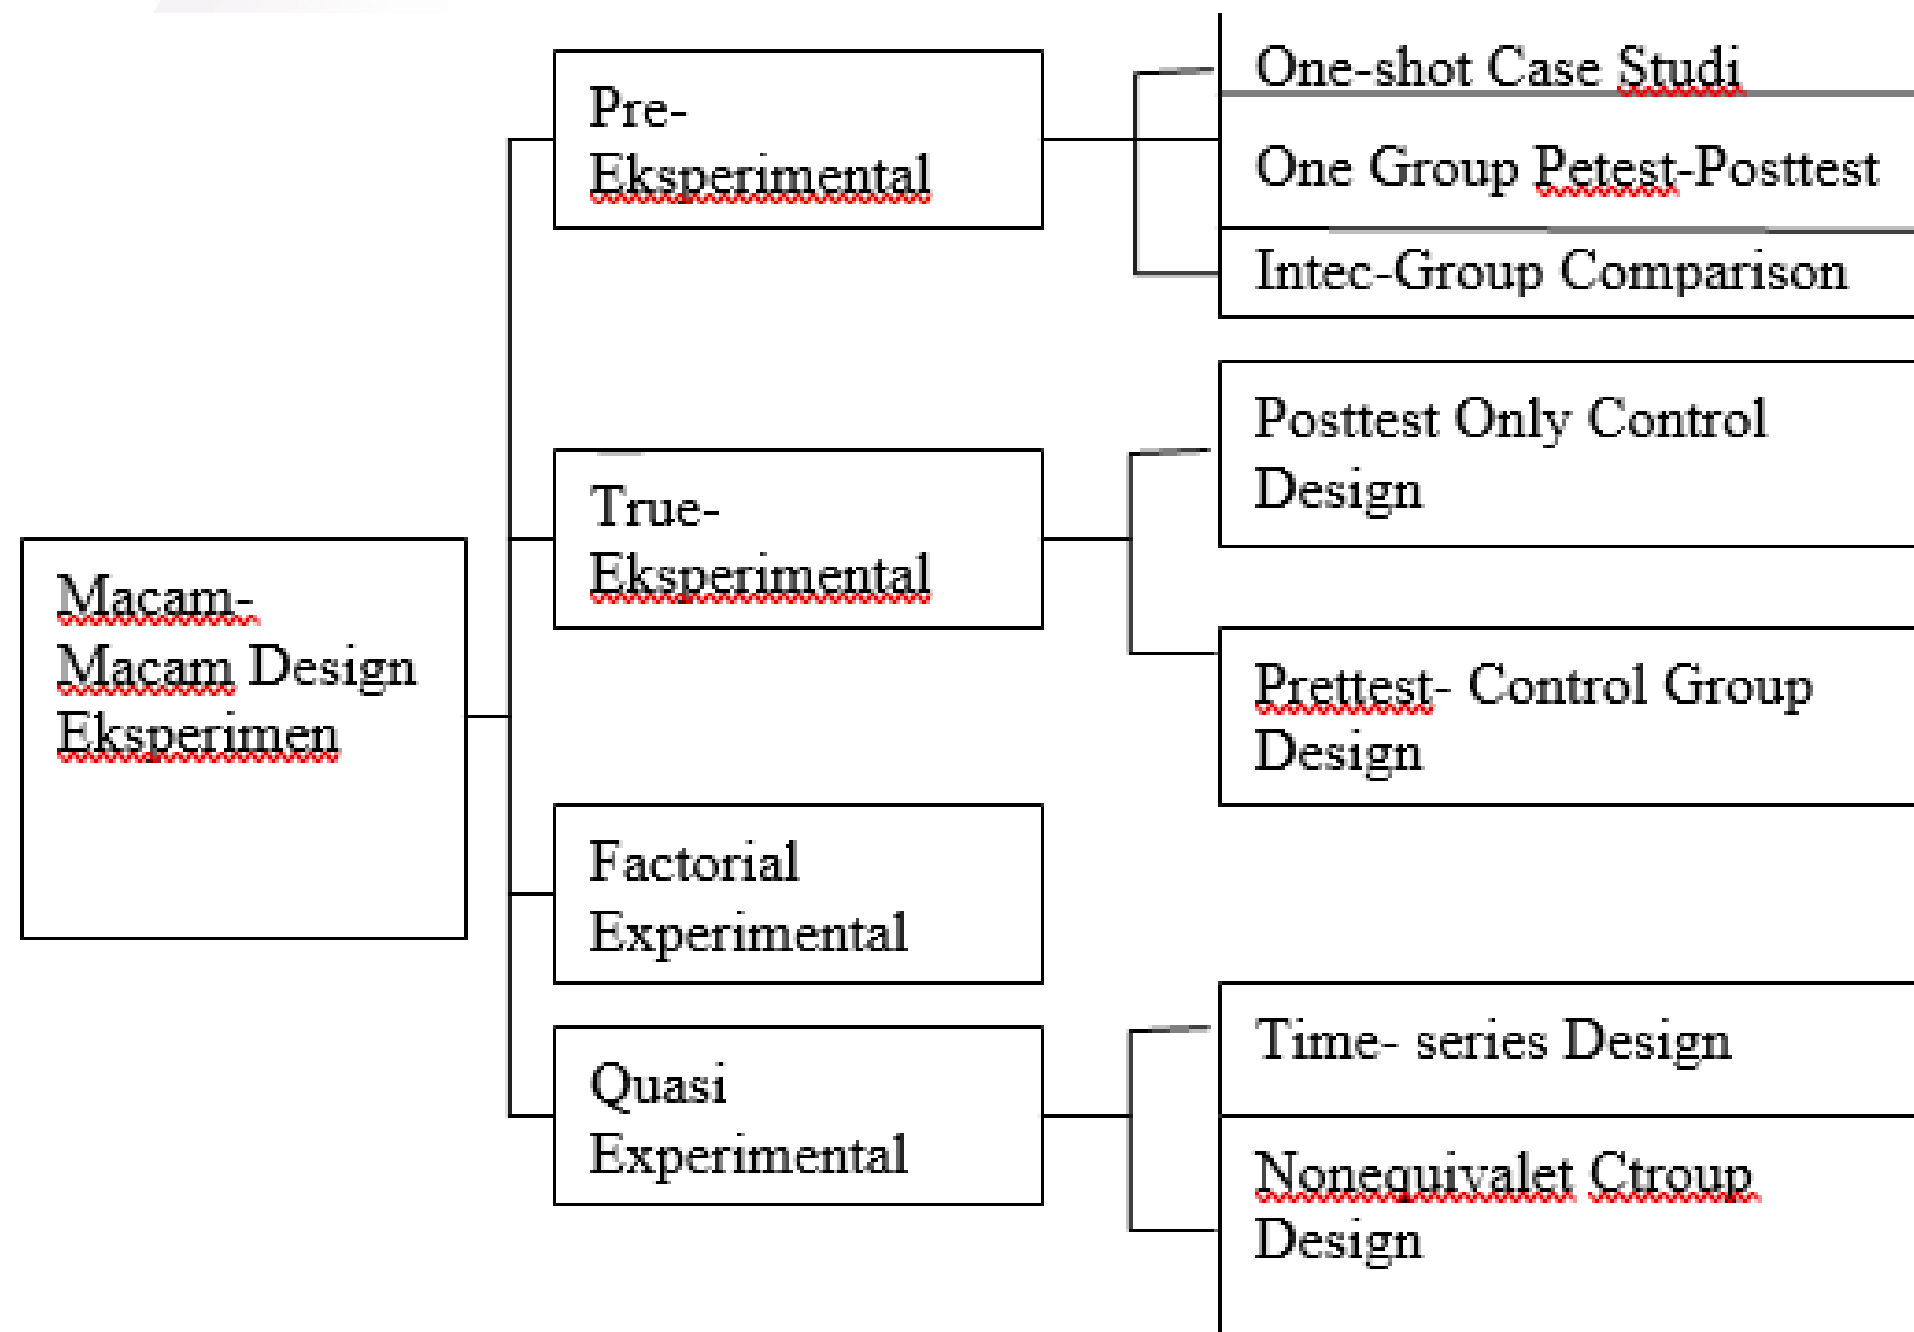 Macam-
Macam Design
Eksperimen
Pre-
Eksperimental
One-shot Case Studi
One Group Petest-Posttest
Intec-Group Comparison
True-
Eksperimental
Posttest Only Control
Design
Prettest- Control Group
Design
Factorial
Experimental
Quasi
Experimental
Time- series Design
Nonequivalet Ctroup
Design